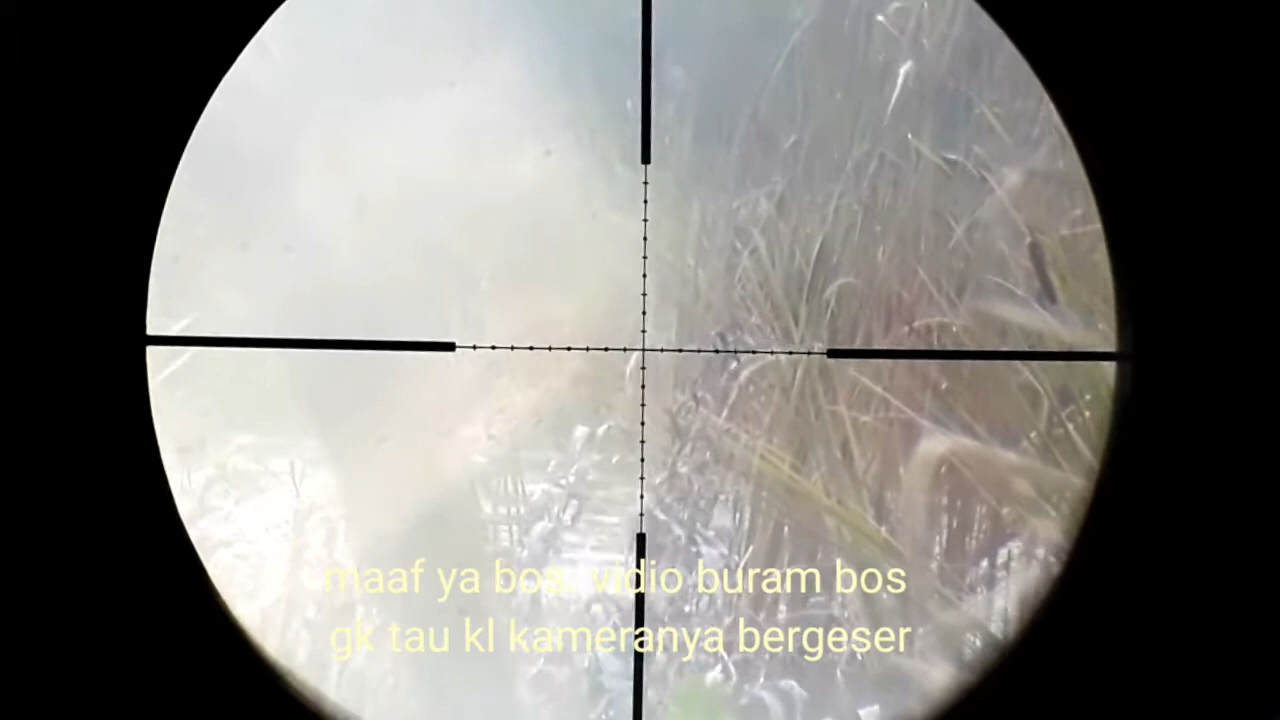 maaf ya bos. vidio buram bos
gk tau kl kameranya bergeser